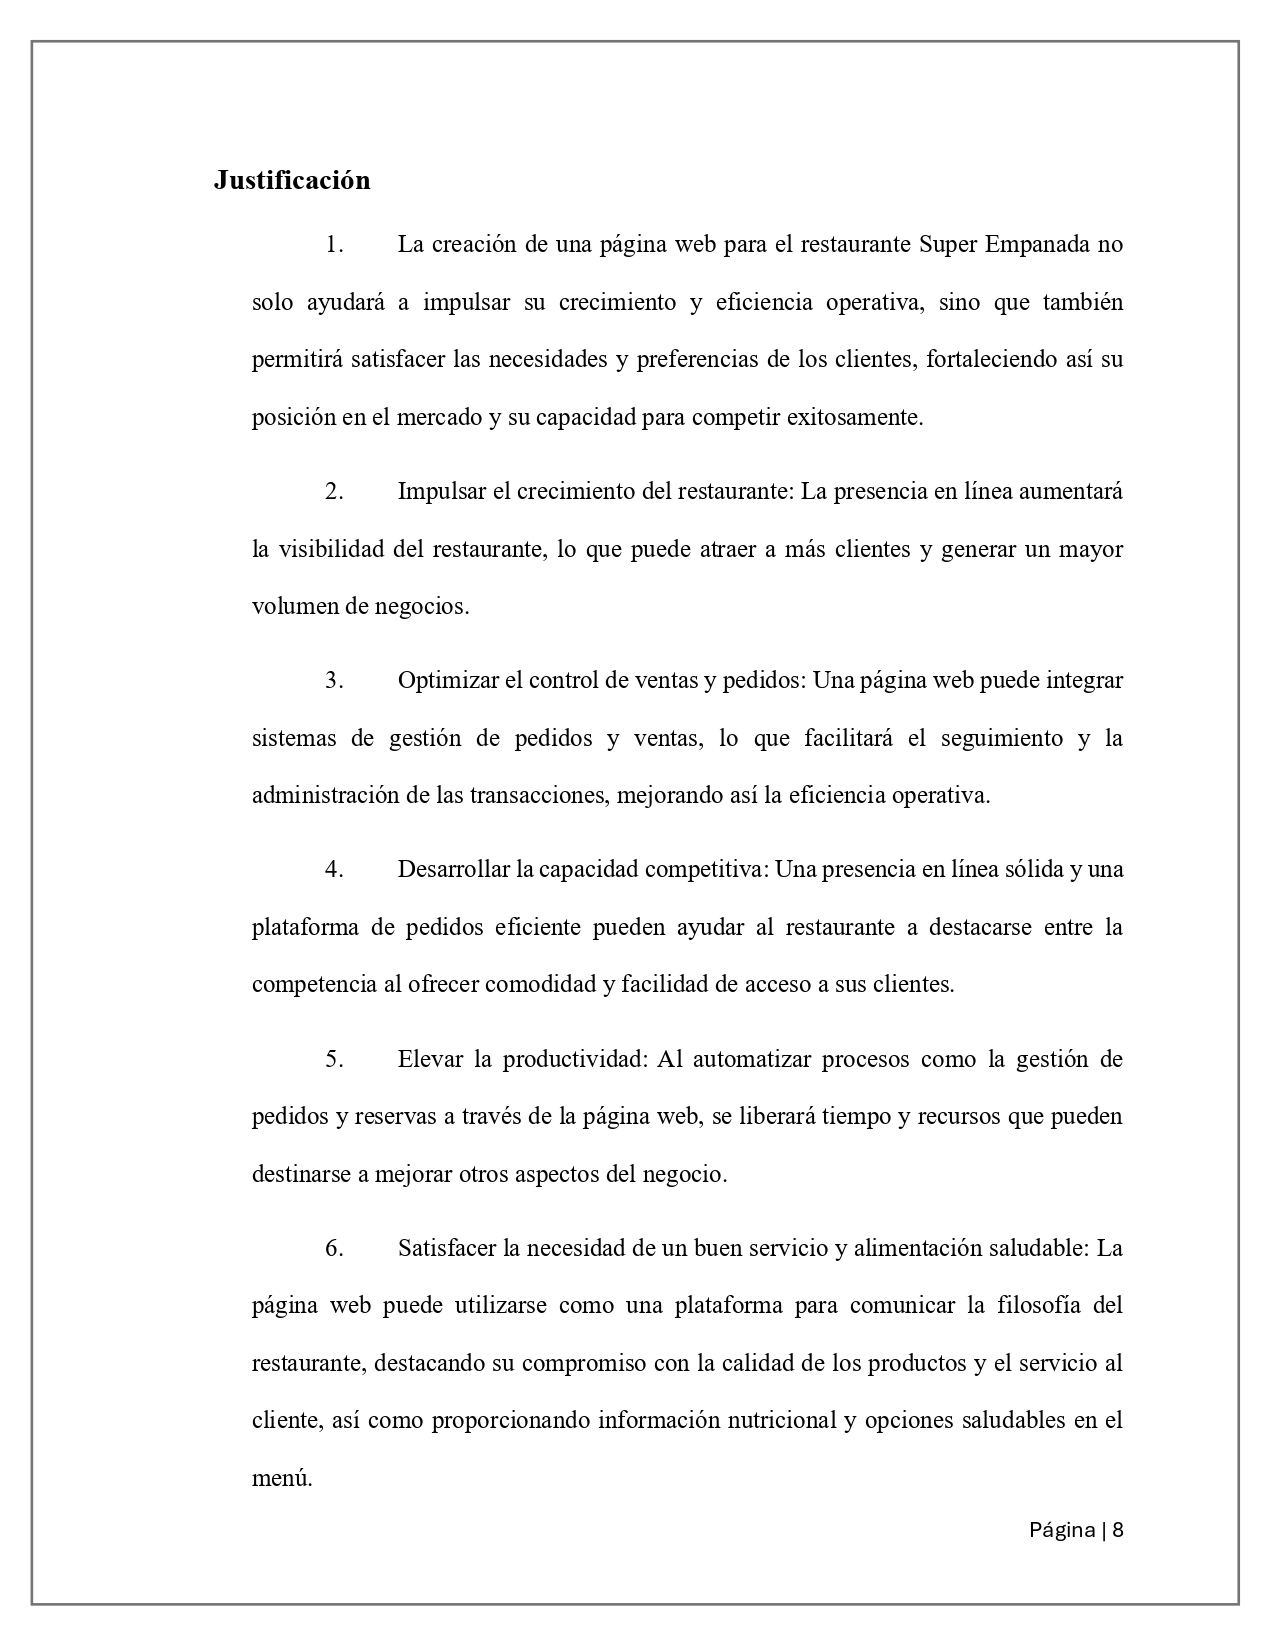 Justificación
1. La creación de una página web para el restaurante Super Empanada no
solo ayudará a impulsar su crecimiento y eficiencia operativa, sino que también
permitirá satisfacer las necesidades y preferencias de los clientes, fortaleciendo así su
posición en el mercado y su capacidad para competir exitosamente.
2. Impulsar el crecimiento del restaurante: La presencia en línea aumentará
la visibilidad del restaurante, lo que puede atraer a más clientes y generar un mayor
volumen de negocios.
3. Optimizar el control de ventas y pedidos: Una página web puede integrar
sistemas de gestión de pedidos y ventas, lo que facilitará el seguimiento y la
administración de las transacciones, mejorando así la eficiencia operativa.
4. Desarrollar la capacidad competitiva: Una presencia en línea sólida y una
plataforma de pedidos eficiente pueden ayudar al restaurante a destacarse entre la
competencia al ofrecer comodidad y facilidad de acceso a sus clientes.
5. Elevar la productividad: Al automatizar procesos como la gestión de
pedidos y reservas a través de la página web, se liberará tiempo y recursos que pueden
destinarse a mejorar otros aspectos del negocio.
6. Satisfacer la necesidad de un buen servicio y alimentación saludable: La
página web puede utilizarse como una plataforma para comunicar la filosofía del
restaurante, destacando su compromiso con la calidad de los productos y el servicio al
cliente, así como proporcionando información nutricional y opciones saludables en el
menú.
Página | 8